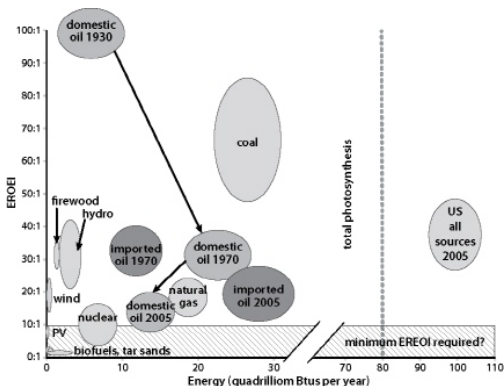 100:1
90:1
80:1
70:1
60:1
50:1
40:1
30:1
20:1
10:1
0:1
EROEI
domestic
oil 1930
coal
firewood
hydro
imported
oil 1970
domestic
oil 1970
wind
nuclear
domestic
oil 2005
natural
gas
imported
oil 2005
PV
biofuels, tar sands
total photosynthesis
US
all
sources
2005
minimum EREOI required?
0
10
20
30
70
80
90
100
110
Energy (quadrillion Btus per year)